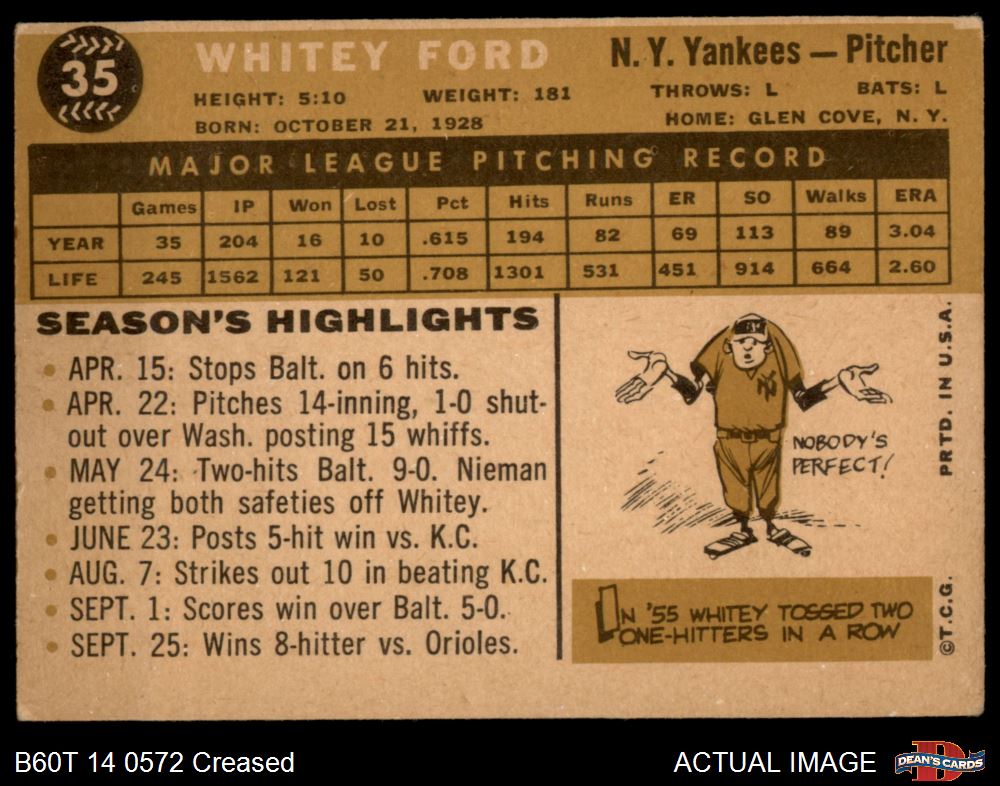 35
WHITEY FORD
N. Y. Yankees — Pitcher
HEIGHT: 5:10 WEIGHT: 181 THROWS: L BATS: L
BORN: OCTOBER 21, 1928 HOME: GLEN COVE, N. Y.
MAJOR LEAGUE PITCHING RECORD
Games IP Won Lost Pct Hits Runs ER SO Walks ERA
YEAR 35 204 16 10 .615 194 82 69 113 89 3.04
LIFE 245 1562 121 50 .708 1301 531 451 914 664 2.60
SEASON'S HIGHLIGHTS
• APR. 15: Stops Balt. on 6 hits.
• APR. 22: Pitches 14-inning, 1-0 shut-
out over Wash. posting 15 whiffs.
• MAY 24: Two-hits Balt. 9-0. Nieman
getting both safeties off Whitey.
• JUNE 23: Posts 5-hit win vs. K.C.
• AUG. 7: Strikes out 10 in beating K.C.
• SEPT. 1: Scores win over Balt. 5-0.
• SEPT. 25: Wins 8-hitter vs. Orioles.
NY
NOBODY'S
PERFECT!
IN '55 WHITEY TOSSED TWO
ONE-HITTERS IN A ROW
©T.C.G. PRTD. IN U.S.A.
B60T 14 0572 Creased
ACTUAL IMAGE
D
DEAN'S CARDS